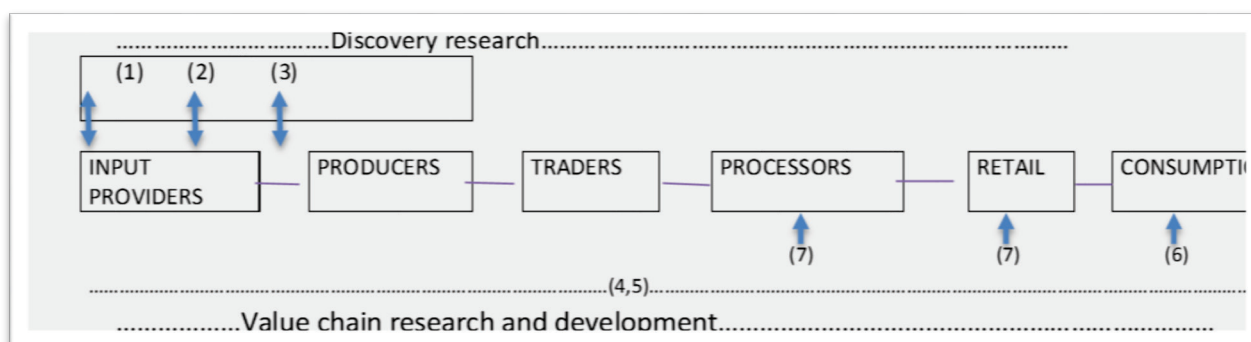 ……………………………Discovery research……………………………………………………………………
(1) (2) (3)
INPUT PRODUCERS TRADERS PROCESSORS RETAIL CONSUMPTI
PROVIDERS
(7) (7) (6)
……………………………………………………………………(4,5)……………………………………………………………………
………………Value chain research and development……………………………………………………………